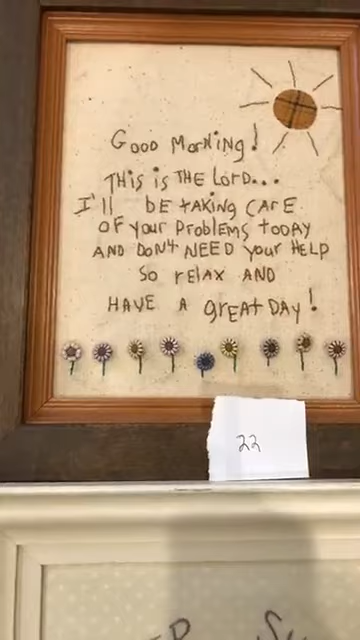 Good Morning!
THis is THE Lord...
I'll BE tAKING CArE
OF your Problems toDAY
AND DON't NEED your HELP
so relax AND
HAVE A greAt DAY!
22